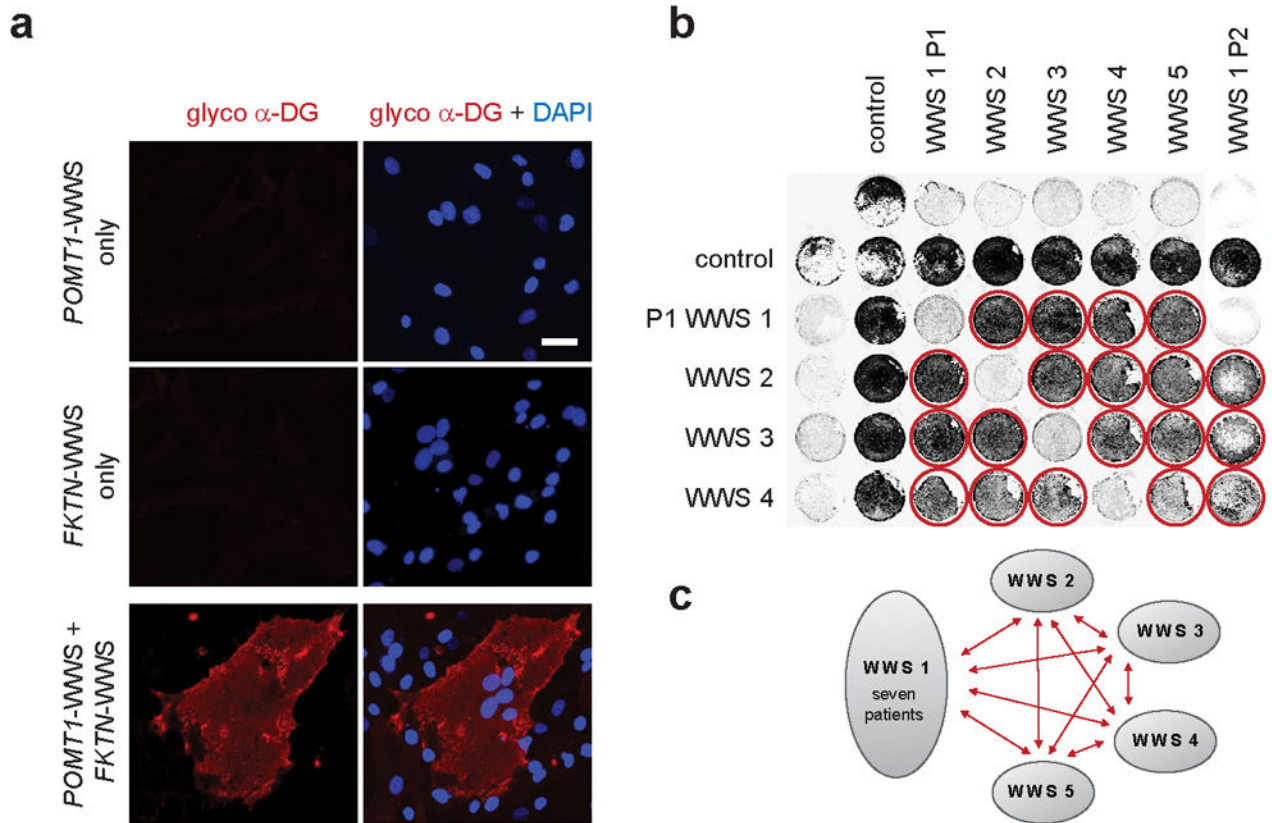 a
glyco α-DG
glyco α-DG + DAPI
POMT1-WWS
only
FKTN-WWS
only
POMT1-WWS +
FKTN-WWS
b
control
WWS 1 P1
WWS 2
WWS 3
WWS 4
WWS 5
WWS 1 P2
control
P1 WWS 1
WWS 2
WWS 3
WWS 4
c
WWS 1
seven
patients
WWS 2
WWS 3
WWS 4
WWS 5